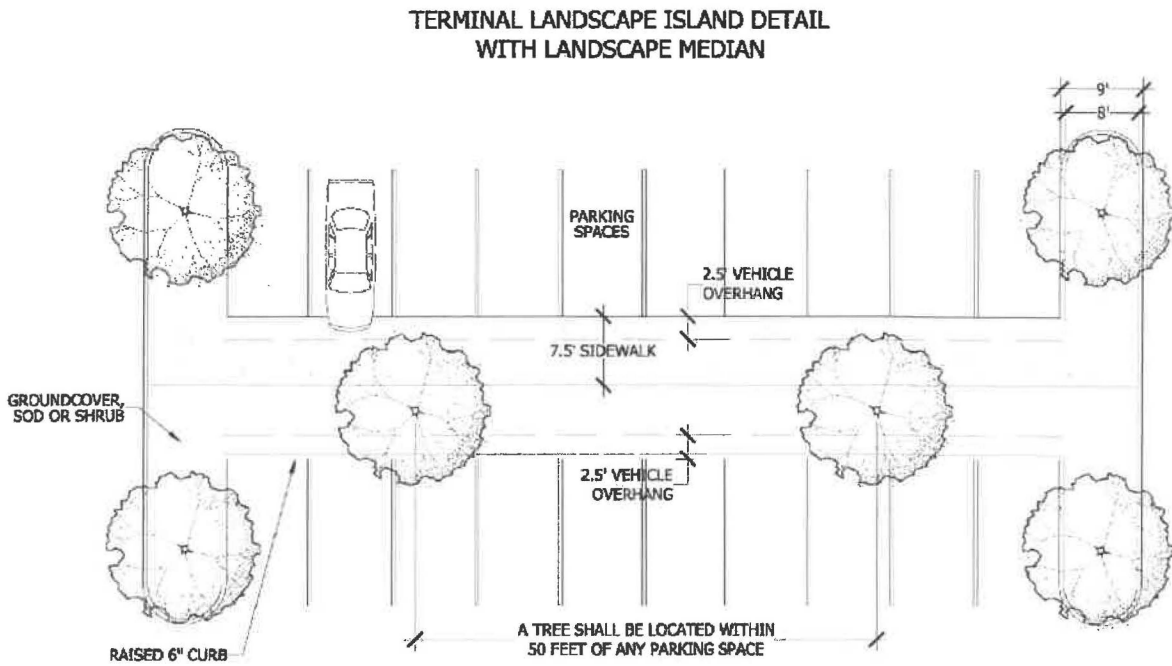 TERMINAL LANDSCAPE ISLAND DETAIL
WITH LANDSCAPE MEDIAN
9'
8'
PARKING
SPACES
2.5' VEHICLE
OVERHANG
7.5' SIDEWALK
GROUNDCOVER,
SOD OR SHRUB
2.5' VEHICLE
OVERHANG
A TREE SHALL BE LOCATED WITHIN
50 FEET OF ANY PARKING SPACE
RAISED 6" CURB